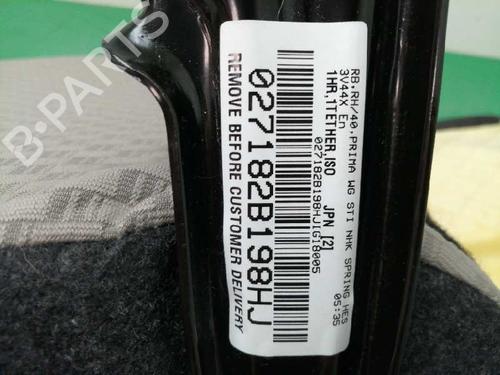 RB,RH/40,PRIMA WG STI NHK SPRING HES
3V44X En 05:35
1HR,1TETHER,ISO JPN [2]
027182B198HJIG18005
027182B198HJ
REMOVE BEFORE CUSTOMER DELIVERY
B-PARTS